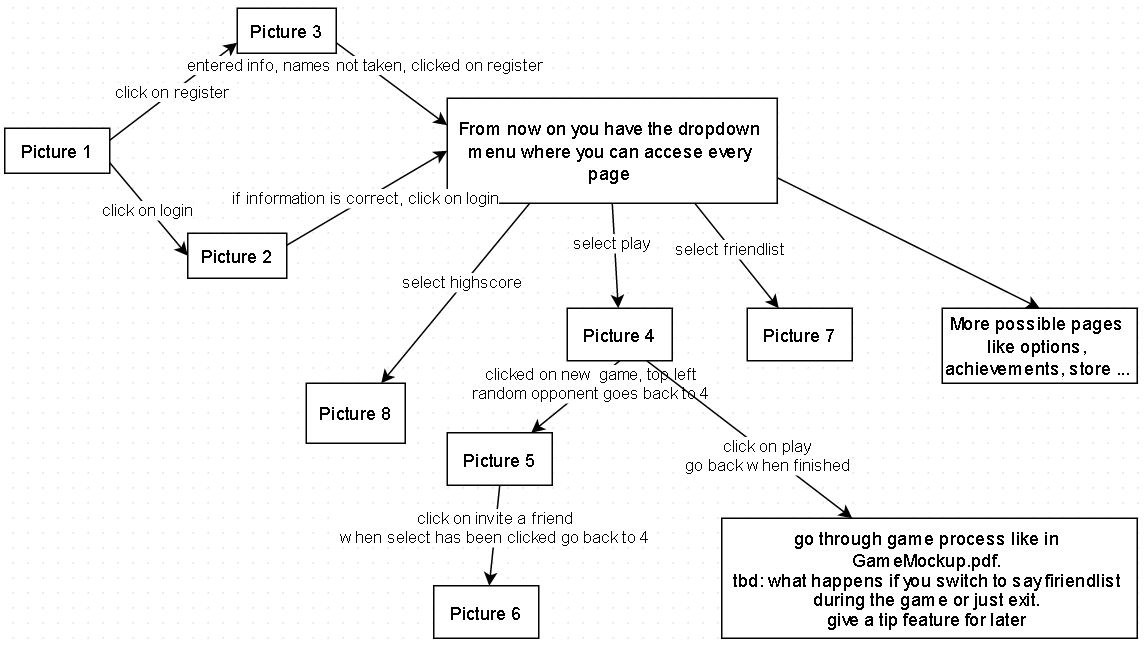 Picture 3
entered info, names not taken, clicked on register
click on register
Picture 1
From now on you have the dropdown
menu where you can accese every
page
click on login
if information is correct, click on login
Picture 2
select play
select friendlist
select highscore
Picture 4
Picture 7
More possible pages
like options,
achievements, store ...
clicked on new game, top left
random opponent goes back to 4
Picture 8
click on play
go back when finished
Picture 5
click on invite a friend
when select has been clicked go back to 4
go through game process like in
GameMockup.pdf.
tbd: what happens if you switch to say firiendlist
during the game or just exit.
give a tip feature for later
Picture 6